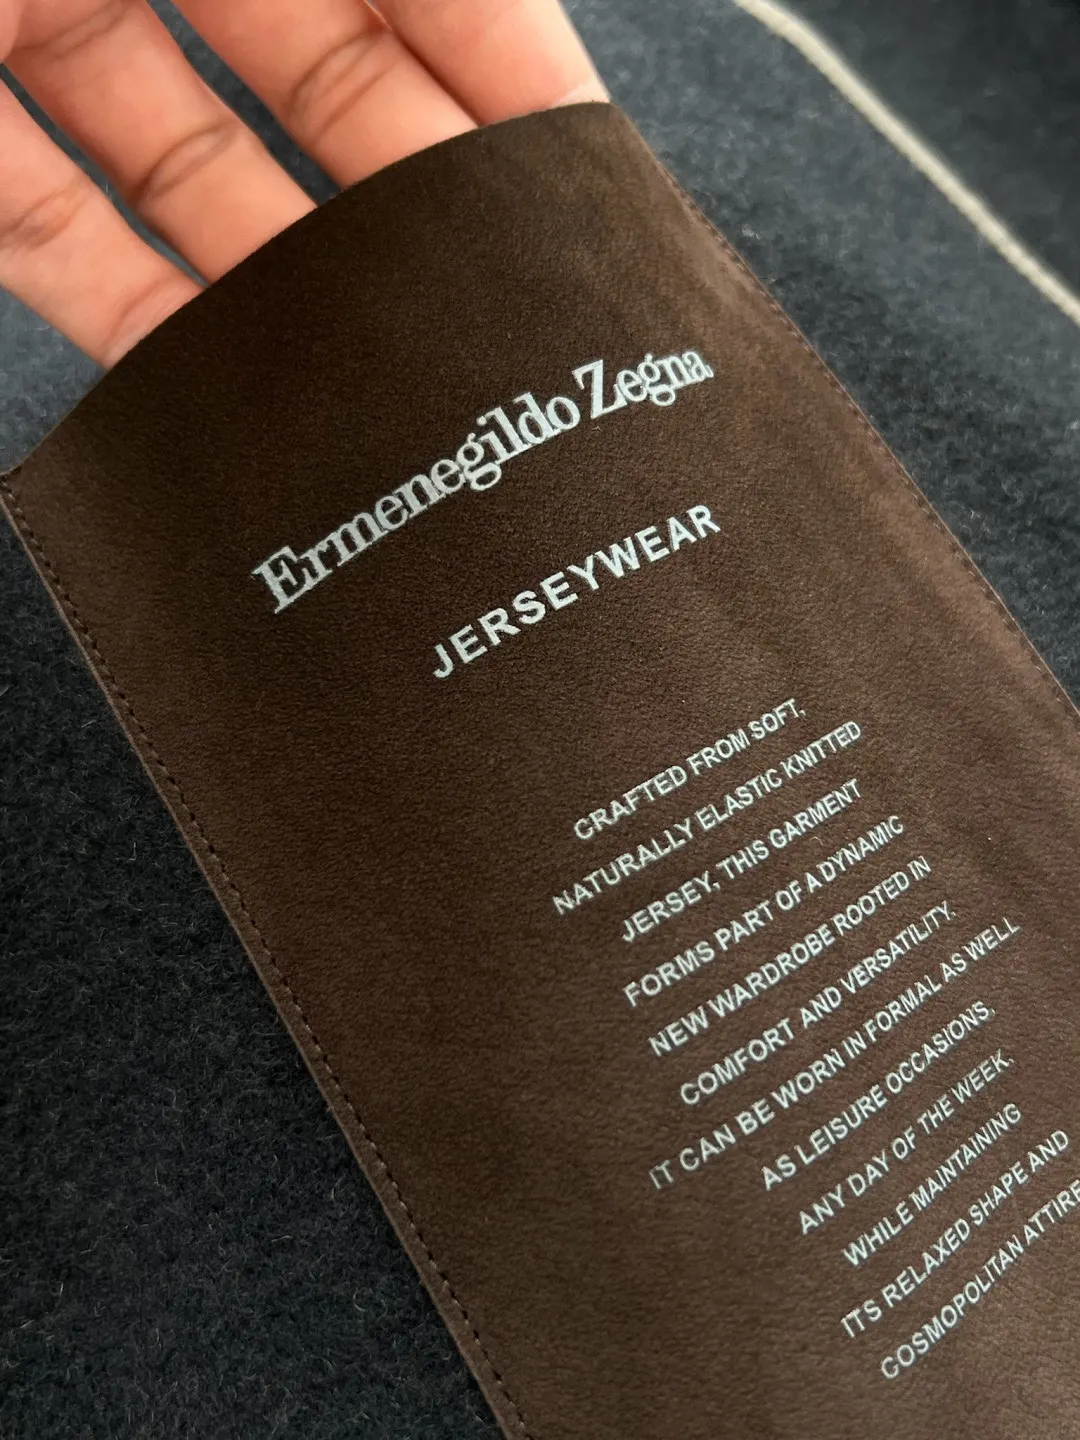 Ermenegildo Zegna
JERSEYWEAR
CRAFTED FROM SOFT,
NATURALLY ELASTIC KNITTED
JERSEY, THIS GARMENT
FORMS PART OF A DYNAMIC
NEW WARDROBE ROOTED IN
COMFORT AND VERSATILITY.
IT CAN BE WORN IN FORMAL AS WELL
AS LEISURE OCCASIONS,
ANY DAY OF THE WEEK,
WHILE MAINTAINING
ITS RELAXED SHAPE AND
COSMOPOLITAN ATTIRE